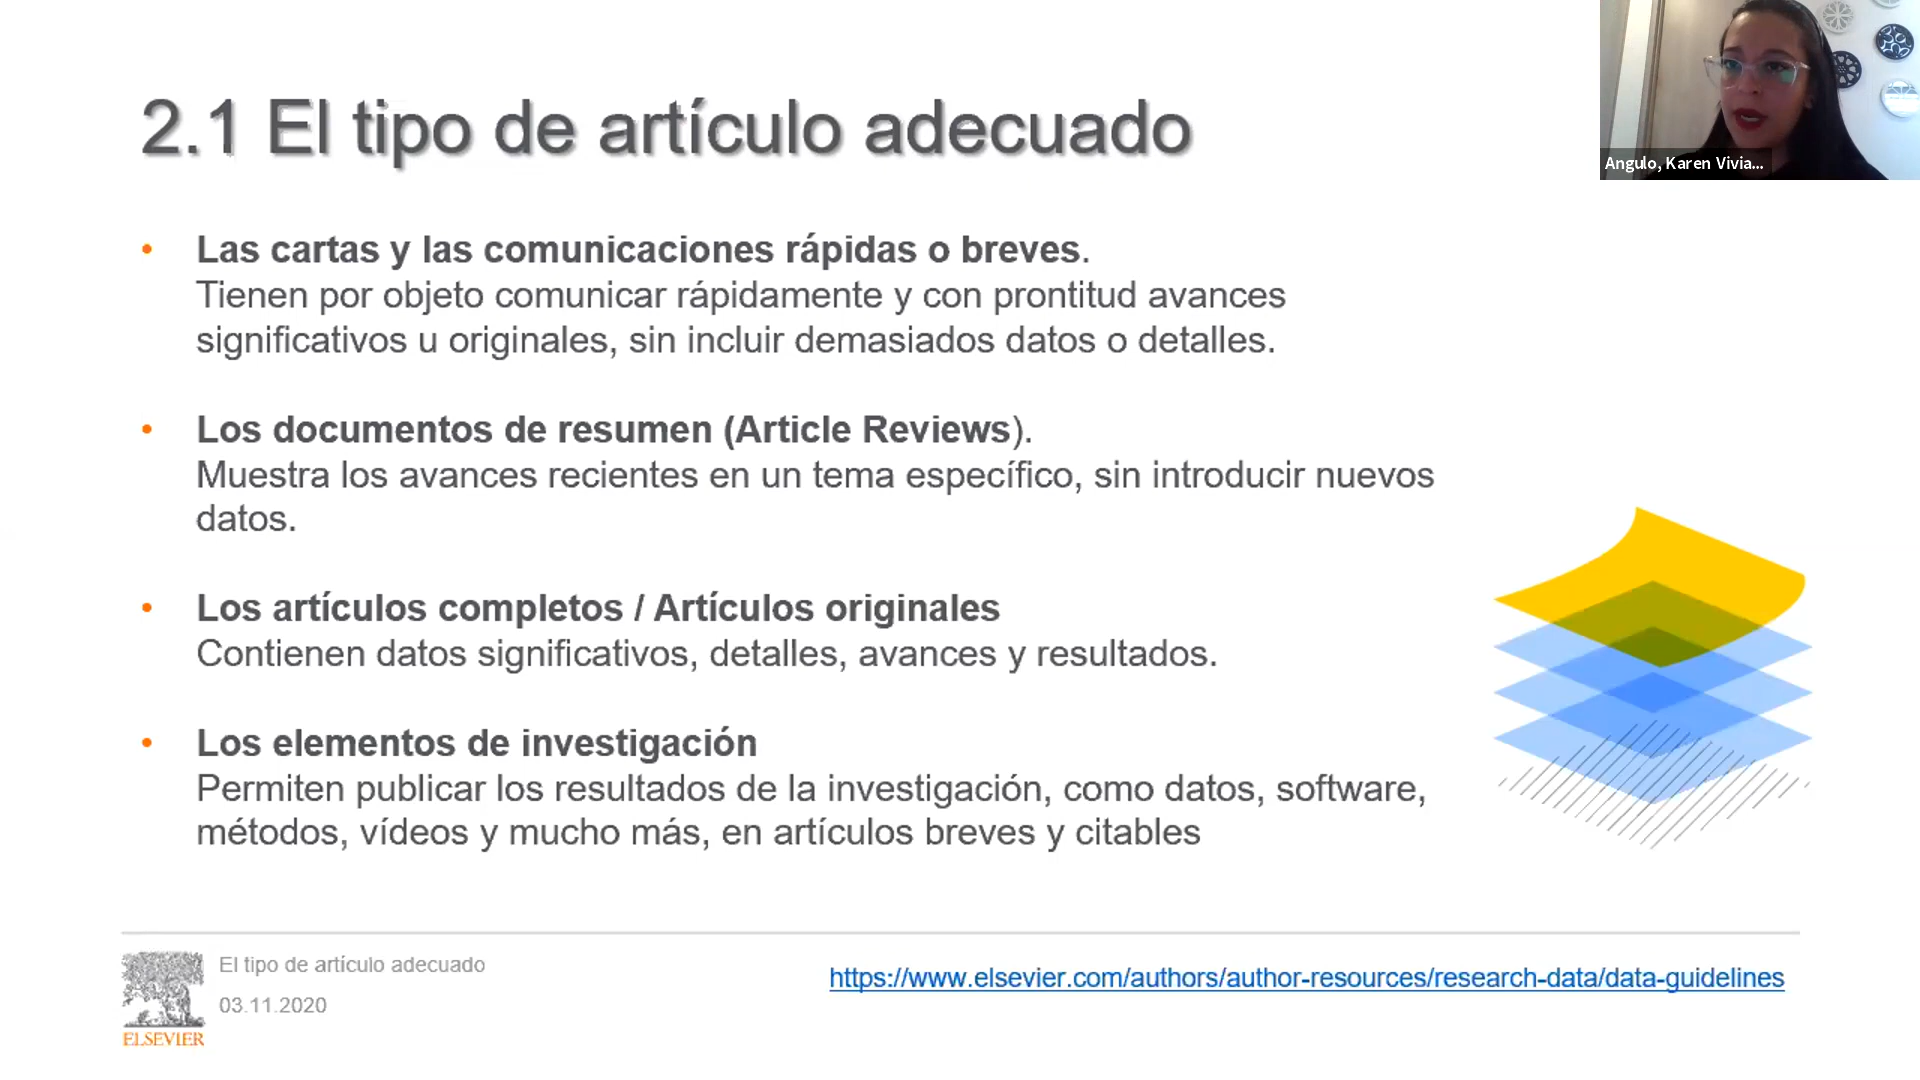 2.1 El tipo de artículo adecuado
Angulo, Karen Vivia...
• Las cartas y las comunicaciones rápidas o breves.
Tienen por objeto comunicar rápidamente y con prontitud avances
significativos u originales, sin incluir demasiados datos o detalles.
• Los documentos de resumen (Article Reviews).
Muestra los avances recientes en un tema específico, sin introducir nuevos
datos.
• Los artículos completos / Artículos originales
Contienen datos significativos, detalles, avances y resultados.
• Los elementos de investigación
Permiten publicar los resultados de la investigación, como datos, software,
métodos, vídeos y mucho más, en artículos breves y citables
El tipo de artículo adecuado
03.11.2020
ELSEVIER
https://www.elsevier.com/authors/author-resources/research-data/data-guidelines